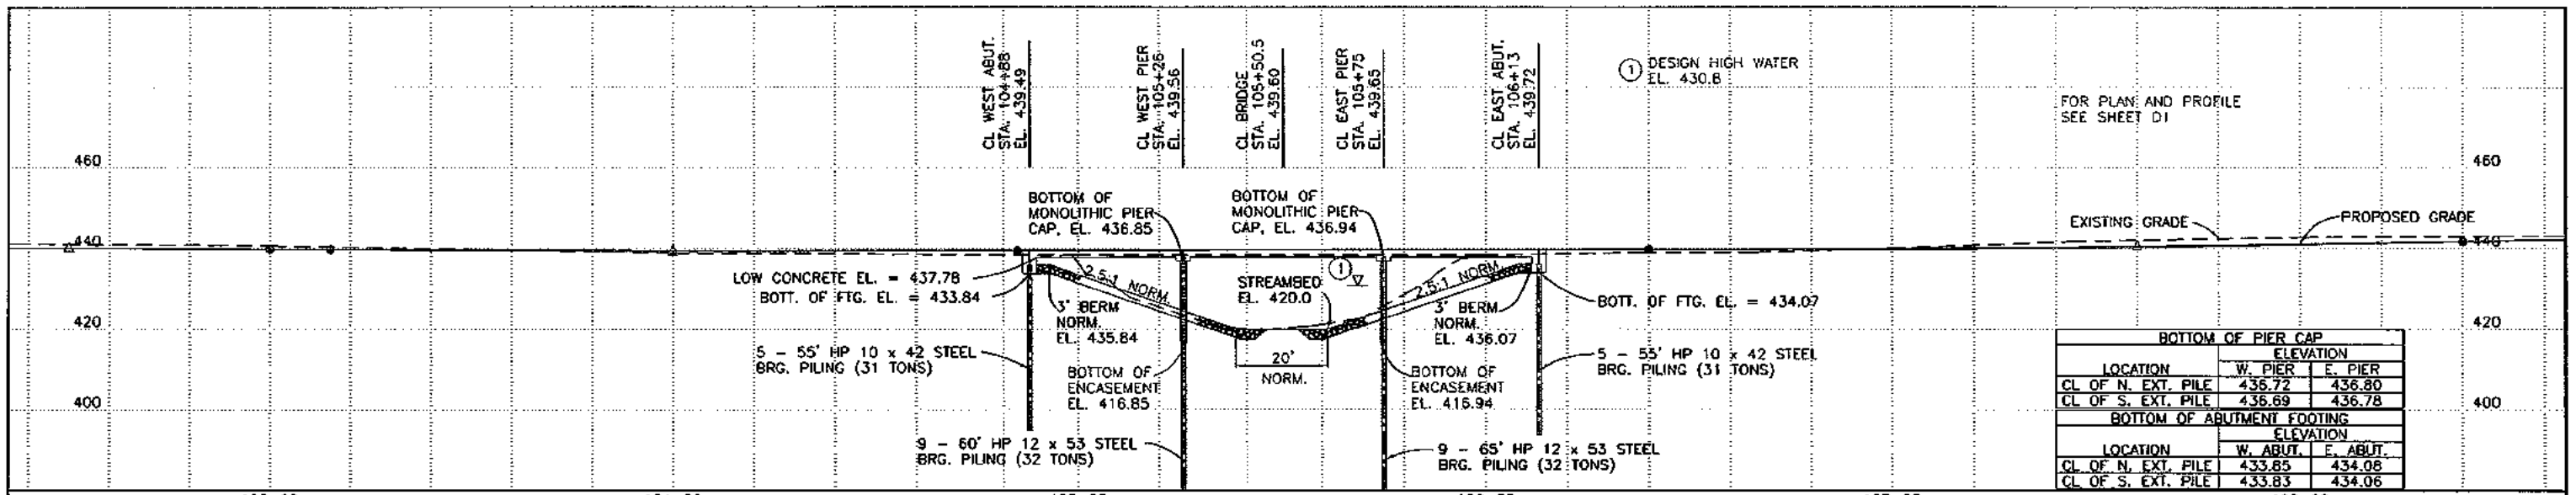 CL WEST ABUT.
STA. 104+88
EL. 439.49
CL WEST PIER
STA. 105+26
EL. 439.56
CL BRIDGE
STA. 105+50.5
EL. 439.60
CL EAST PIER
STA. 105+75
EL. 439.65
CL EAST ABUT.
STA. 106+13
EL. 439.72
1 DESIGN HIGH WATER
EL. 430.8
FOR PLAN AND PROFILE
SEE SHEET D1
460
460
BOTTOM OF
MONOLITHIC PIER
CAP, EL. 436.85
BOTTOM OF
MONOLITHIC PIER
CAP, EL. 436.94
EXISTING GRADE
PROPOSED GRADE
440
440
LOW CONCRETE EL. = 437.78
BOTT. OF FTG. EL. = 433.84
2.5:1 NORM.
STREAMBED
EL. 420.0
1
2.5:1 NORM.
BOTT. OF FTG. EL. = 434.07
3' BERM
NORM.
EL. 435.84
3' BERM
NORM.
EL. 436.07
420
420
5 - 55' HP 10 x 42 STEEL
BRG. PILING (31 TONS)
BOTTOM OF
ENCASEMENT
EL. 416.85
20'
NORM.
BOTTOM OF
ENCASEMENT
EL. 416.94
5 - 55' HP 10 x 42 STEEL
BRG. PILING (31 TONS)
400
400
9 - 60' HP 12 x 53 STEEL
BRG. PILING (32 TONS)
9 - 65' HP 12 x 53 STEEL
BRG. PILING (32 TONS)
BOTTOM OF PIER CAP
ELEVATION
LOCATION W. PIER E. PIER
CL OF N. EXT. PILE 436.72 436.80
CL OF S. EXT. PILE 436.69 436.78
BOTTOM OF ABUTMENT FOOTING
ELEVATION
LOCATION W. ABUT. E. ABUT.
CL OF N. EXT. PILE 433.85 434.08
CL OF S. EXT. PILE 433.83 434.06